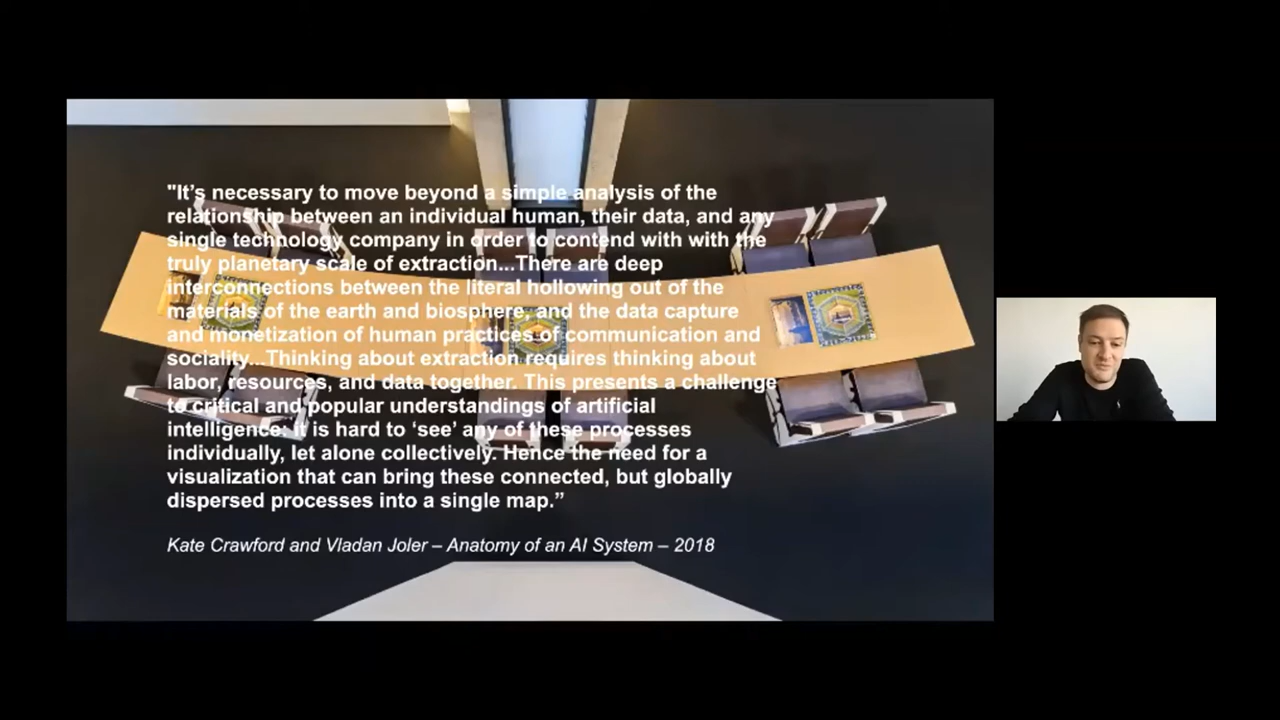 "It’s necessary to move beyond a simple analysis of the
relationship between an individual human, their data, and any
single technology company in order to contend with with the
truly planetary scale of extraction...There are deep
interconnections between the literal hollowing out of the
materials of the earth and biosphere, and the data capture
and monetization of human practices of communication and
sociality...Thinking about extraction requires thinking about
labor, resources, and data together. This presents a challenge
to critical and popular understandings of artificial
intelligence: it is hard to ‘see’ any of these processes
individually, let alone collectively. Hence the need for a
visualization that can bring these connected, but globally
dispersed processes into a single map.”
Kate Crawford and Vladan Joler – Anatomy of an AI System – 2018